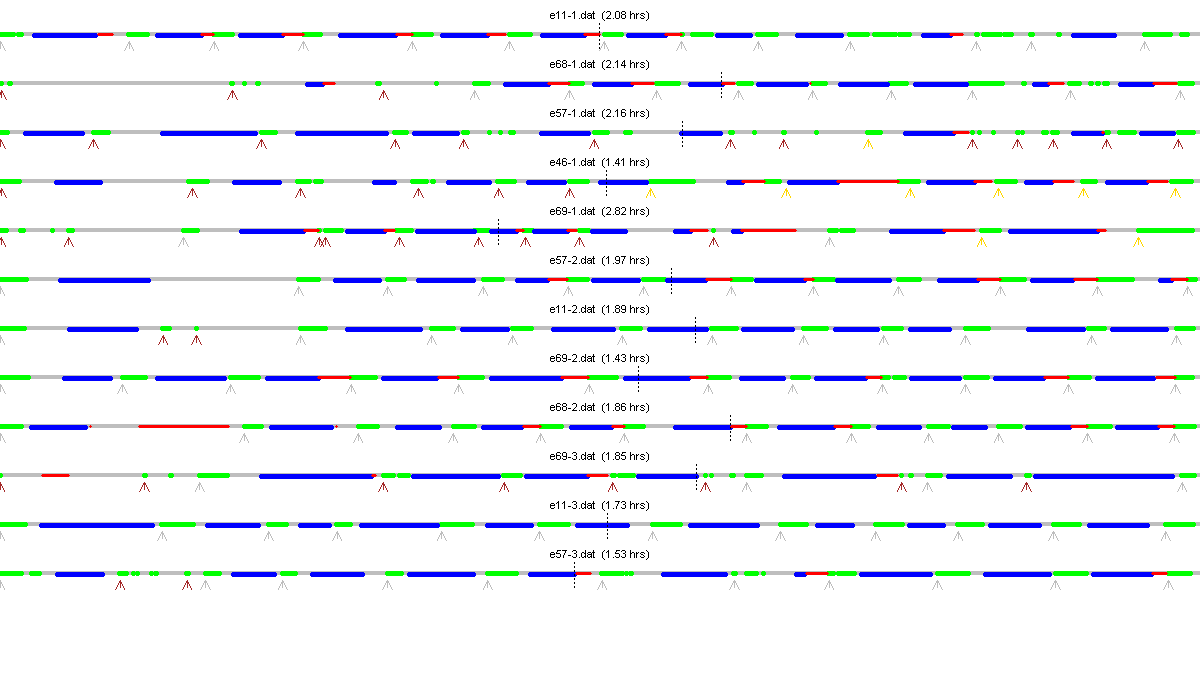 e11-1.dat (2.08 hrs)
e68-1.dat (2.14 hrs)
e57-1.dat (2.16 hrs)
e46-1.dat (1.41 hrs)
e69-1.dat (2.82 hrs)
e57-2.dat (1.97 hrs)
e11-2.dat (1.89 hrs)
e69-2.dat (1.43 hrs)
e68-2.dat (1.86 hrs)
e69-3.dat (1.85 hrs)
e11-3.dat (1.73 hrs)
e57-3.dat (1.53 hrs)